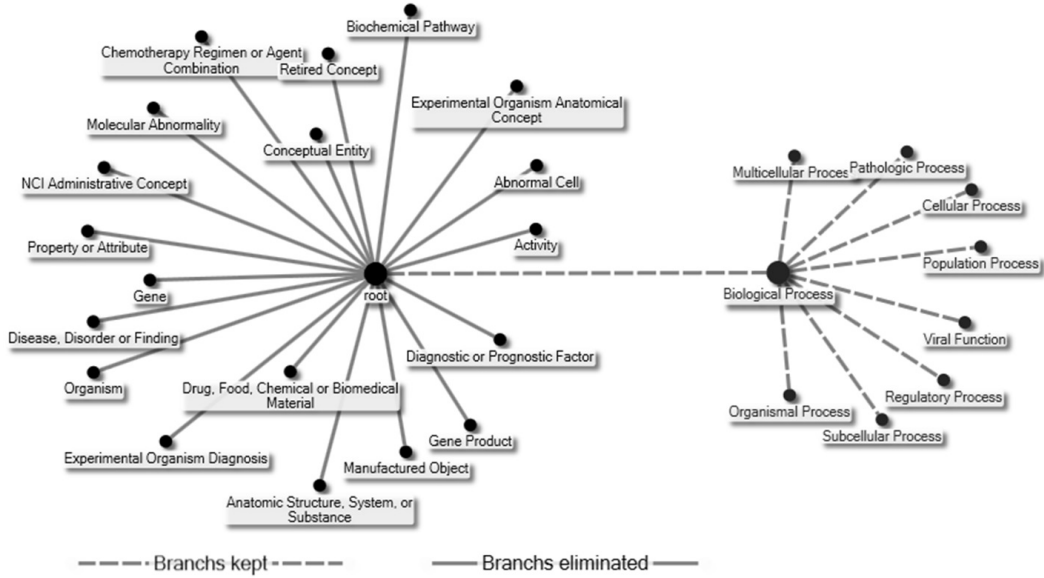 Biochemical Pathway
Chemotherapy Regimen or Agent
Combination
Retired Concept
Experimental Organism Anatomical
Concept
Molecular Abnormality
Conceptual Entity
NCI Administrative Concept
Abnormal Cell
Property or Attribute
Activity
Gene
root
Disease, Disorder or Finding
Diagnostic or Prognostic Factor
Organism
Drug, Food, Chemical or Biomedical
Material
Gene Product
Experimental Organism Diagnosis
Manufactured Object
Anatomic Structure, System, or
Substance
Multicellular Proces
Pathologic Process
Cellular Process
Population Process
Biological Process
Viral Function
Regulatory Process
Organismal Process
Subcellular Process
Branchs kept
Branchs eliminated